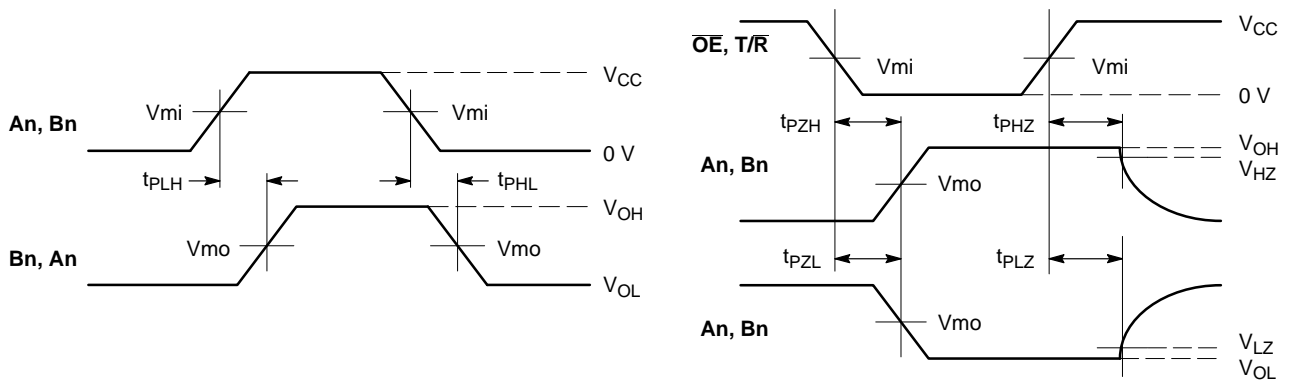 An, Bn
Vmi
Vmi
VCC
0 V
tPLH
tPHL
Bn, An
Vmo
Vmo
VOH
VOL
OE, T/R
Vmi
Vmi
VCC
0 V
tPZH
tPHZ
An, Bn
Vmo
VOH
VHZ
tPZL
tPLZ
An, Bn
Vmo
VLZ
VOL